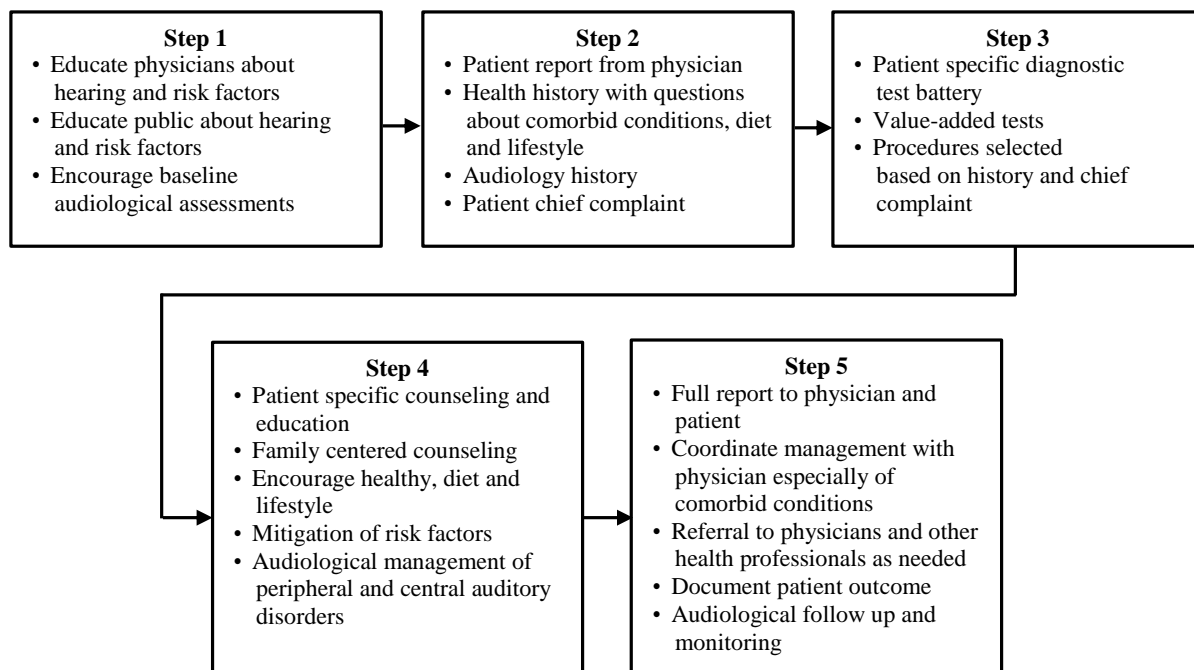 Step 1
• Educate physicians about
hearing and risk factors
• Educate public about hearing
and risk factors
• Encourage baseline
audiological assessments
Step 2
• Patient report from physician
• Health history with questions
about comorbid conditions, diet
and lifestyle
• Audiology history
• Patient chief complaint
Step 3
• Patient specific diagnostic
test battery
• Value-added tests
• Procedures selected
based on history and chief
complaint
Step 4
• Patient specific counseling and
education
• Family centered counseling
• Encourage healthy, diet and
lifestyle
• Mitigation of risk factors
• Audiological management of
peripheral and central auditory
disorders
Step 5
• Full report to physician and
patient
• Coordinate management with
physician especially of
comorbid conditions
• Referral to physicians and other
health professionals as needed
• Document patient outcome
• Audiological follow up and
monitoring